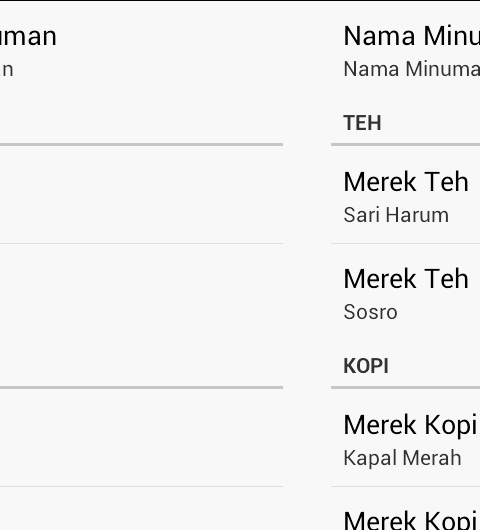 uman
n
Nama Minu
Nama Minuma
TEH
Merek Teh
Sari Harum
Merek Teh
Sosro
KOPI
Merek Kopi
Kapal Merah
Merek Kopi